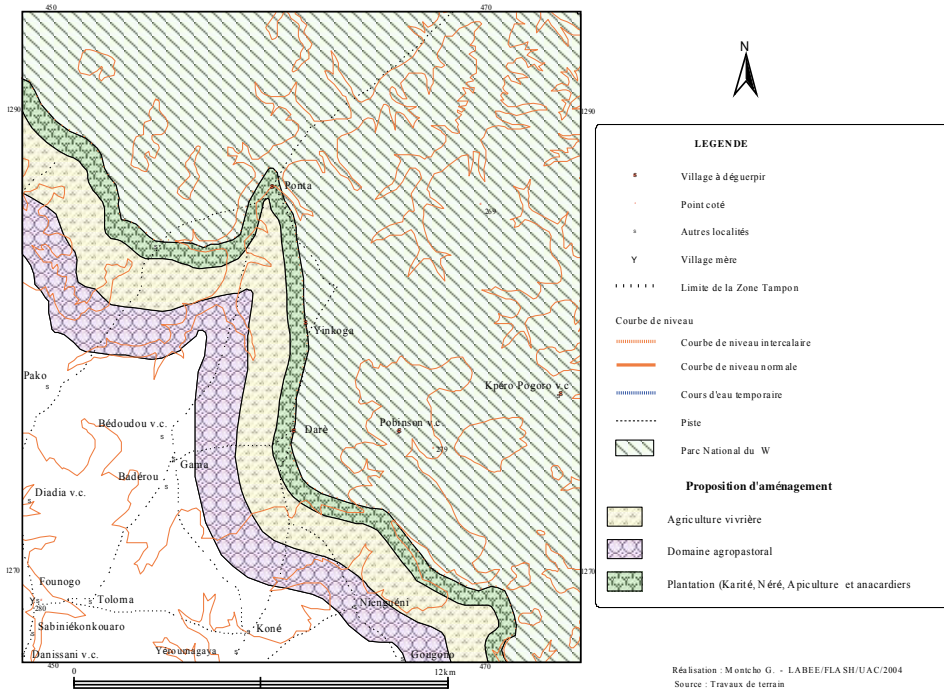 450
470
N
1290
1290
LEGENDE
Village à déguerpir
Point coté
Autres localités
Y Village mère
Limite de la Zone Tampon
Courbe de niveau
Courbe de niveau intercalaire
Courbe de niveau normale
Cours d'eau temporaire
Piste
Parc National du W
Proposition d'aménagement
Agriculture vivrière
Domaine agropastoral
Plantation (Karité, Néré, Apiculture et anacardiers
Ponta
269
Yinkoga
Pako
Kpéro Pogoro v.c
Bédoudou v.c.
Darè
Pobinson v.c.
279
Gama
Badérou
Diadia v.c.
1270
1270
Founogo
280
Toloma
Nienguéni
Sabiniékonkouaro
Koné
Danissani v.c.
Yéroumagaya
Gougono
450
470
0
12km
Réalisation : Montcho G. - LABEE/FLASH/UAC/2004
Source : Travaux de terrain